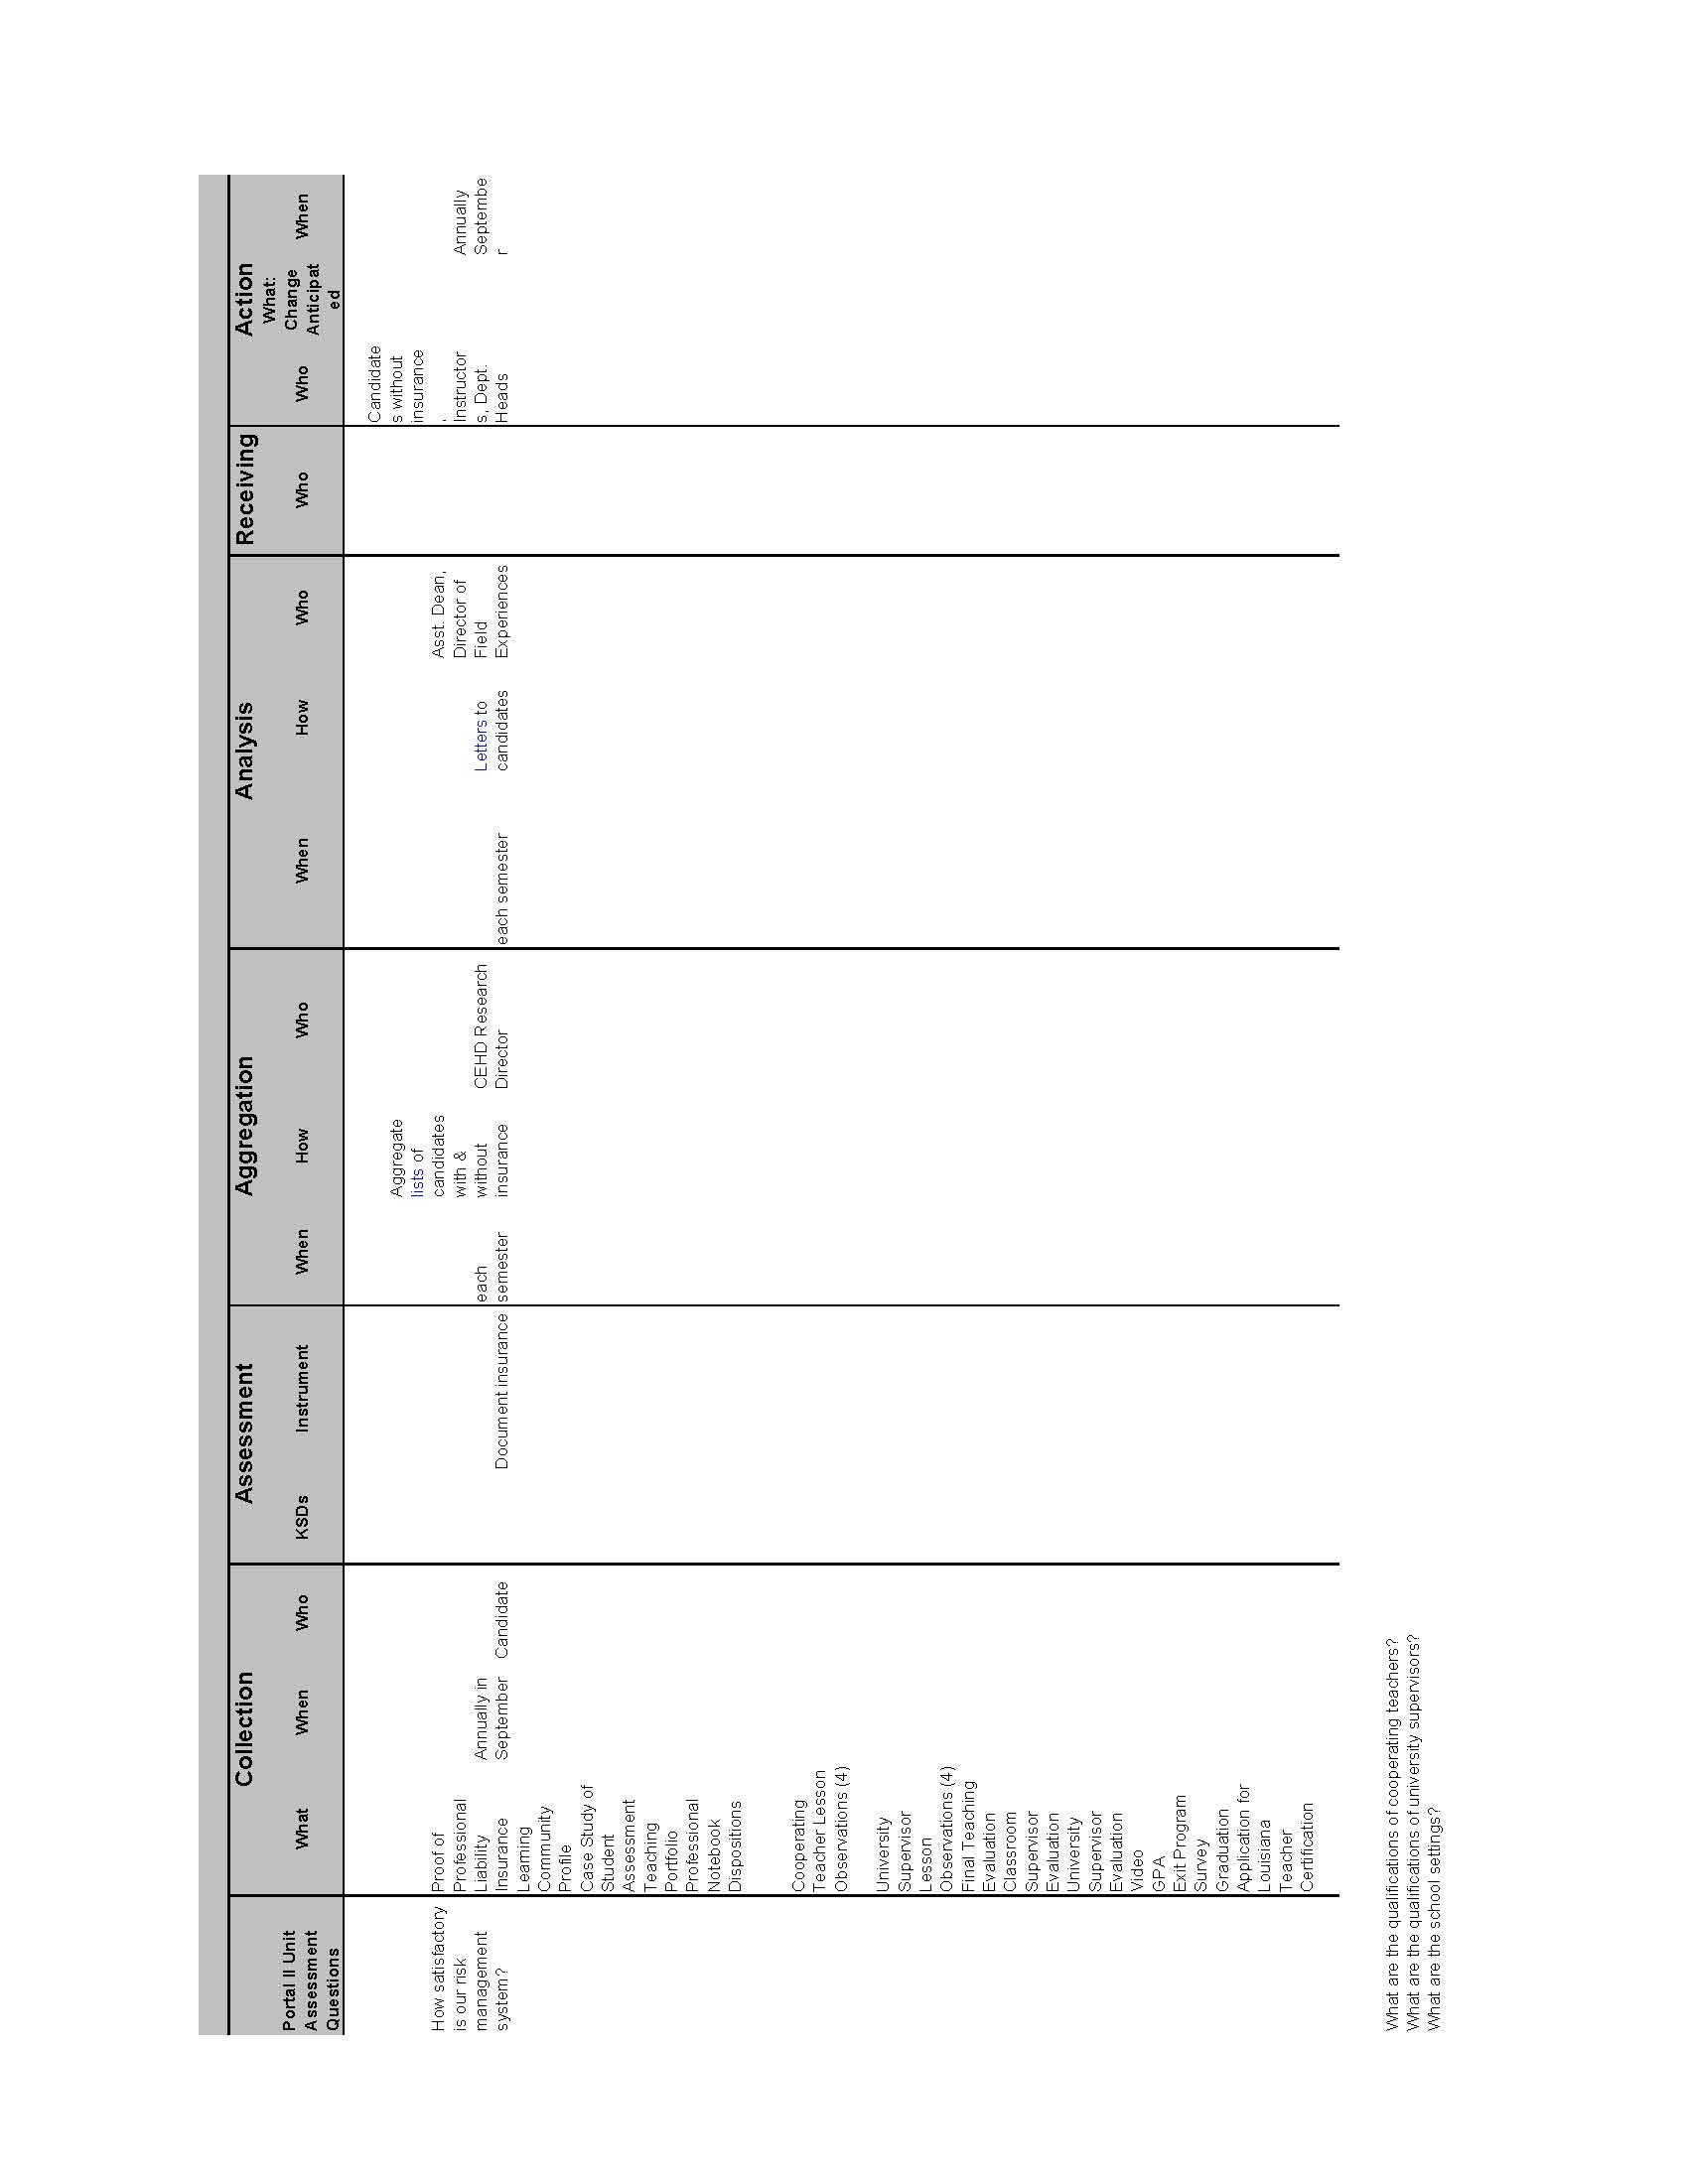 Collection Assessment Aggregation Analysis Receiving Action
Portal II Unit
Assessment
Questions
What When Who KSDs Instrument When How Who When How Who Who Who
What:
Change
Anticipat
ed
When
How satisfactory
is our risk
management
system?
Proof of
Professional
Liability
Insurance
Annually in
September
Candidate
Document insurance
each
semester
Aggregate
lists of
candidates
with &
without
insurance
CEHD Research
Director
each semester
Letters to
candidates
Asst. Dean,
Director of
Field
Experiences
Candidate
s without
insurance
,
Instructor
s, Dept.
Heads
Annually
Septembe
r
Learning
Community
Profile
Case Study of
Student
Assessment
Teaching
Portfolio
Professional
Notebook
Dispositions
Cooperating
Teacher Lesson
Observations (4)
University
Supervisor
Lesson
Observations (4)
Final Teaching
Evaluation
Classroom
Supervisor
Evaluation
University
Supervisor
Evaluation
Video
GPA
Exit Program
Survey
Graduation
Application for
Louisiana
Teacher
Certification
What are the qualifications of cooperating teachers?
What are the qualifications of university supervisors?
What are the school settings?